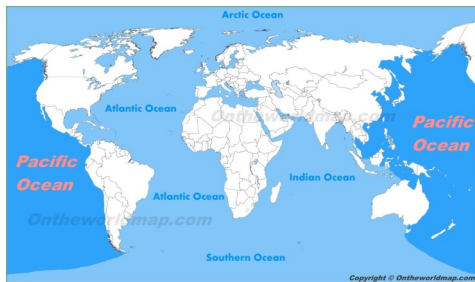 Arctic Ocean
Atlantic Ocean
Ontheworldmap.com
Pacific
Ocean
Pacific
Ocean
Indian Ocean
Atlantic Ocean
Ontheworldmap.com
Southern Ocean
Copyright © Ontheworldmap.com